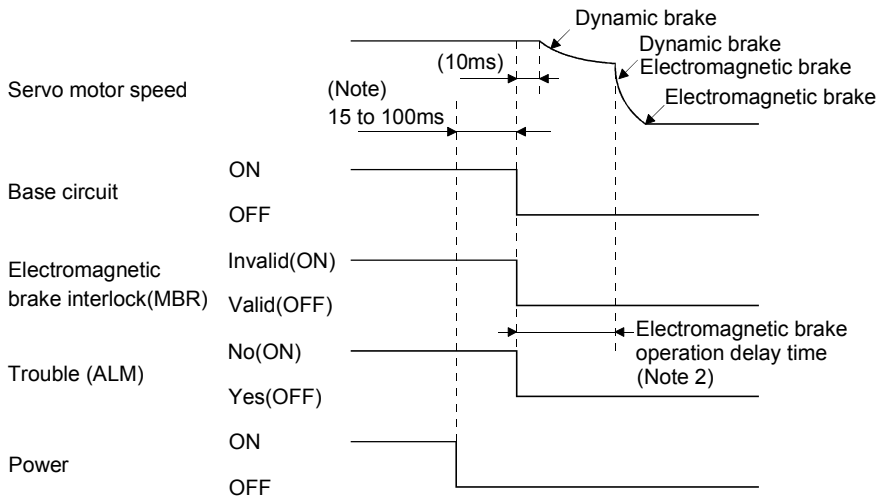 Dynamic brake
Dynamic brake
Electromagnetic brake
Electromagnetic brake
(10ms)
Servo motor speed
(Note)
15 to 100ms
Base circuit
ON
OFF
Electromagnetic
brake interlock(MBR)
Invalid(ON)
Valid(OFF)
Electromagnetic brake
operation delay time
(Note 2)
Trouble (ALM)
No(ON)
Yes(OFF)
Power
ON
OFF